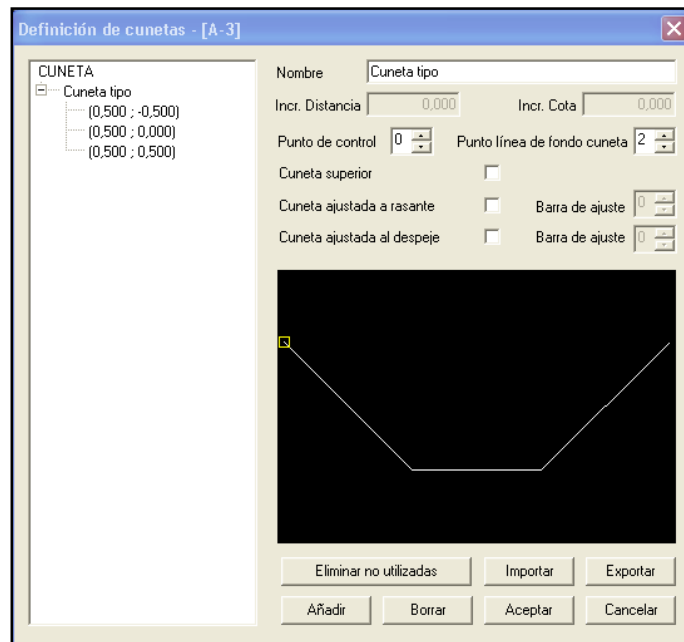 Definición de cunetas - [A-3]
CUNETA
Cuneta tipo
(0,500 ; -0,500)
(0,500 ; 0,000)
(0,500 ; 0,500)
Nombre Cuneta tipo
Incr. Distancia 0,000 Incr. Cota 0,000
Punto de control 0 Punto línea de fondo cuneta 2
Cuneta superior
Cuneta ajustada a rasante Barra de ajuste 0
Cuneta ajustada al despeje Barra de ajuste 0
Eliminar no utilizadas Importar Exportar
Añadir Borrar Aceptar Cancelar